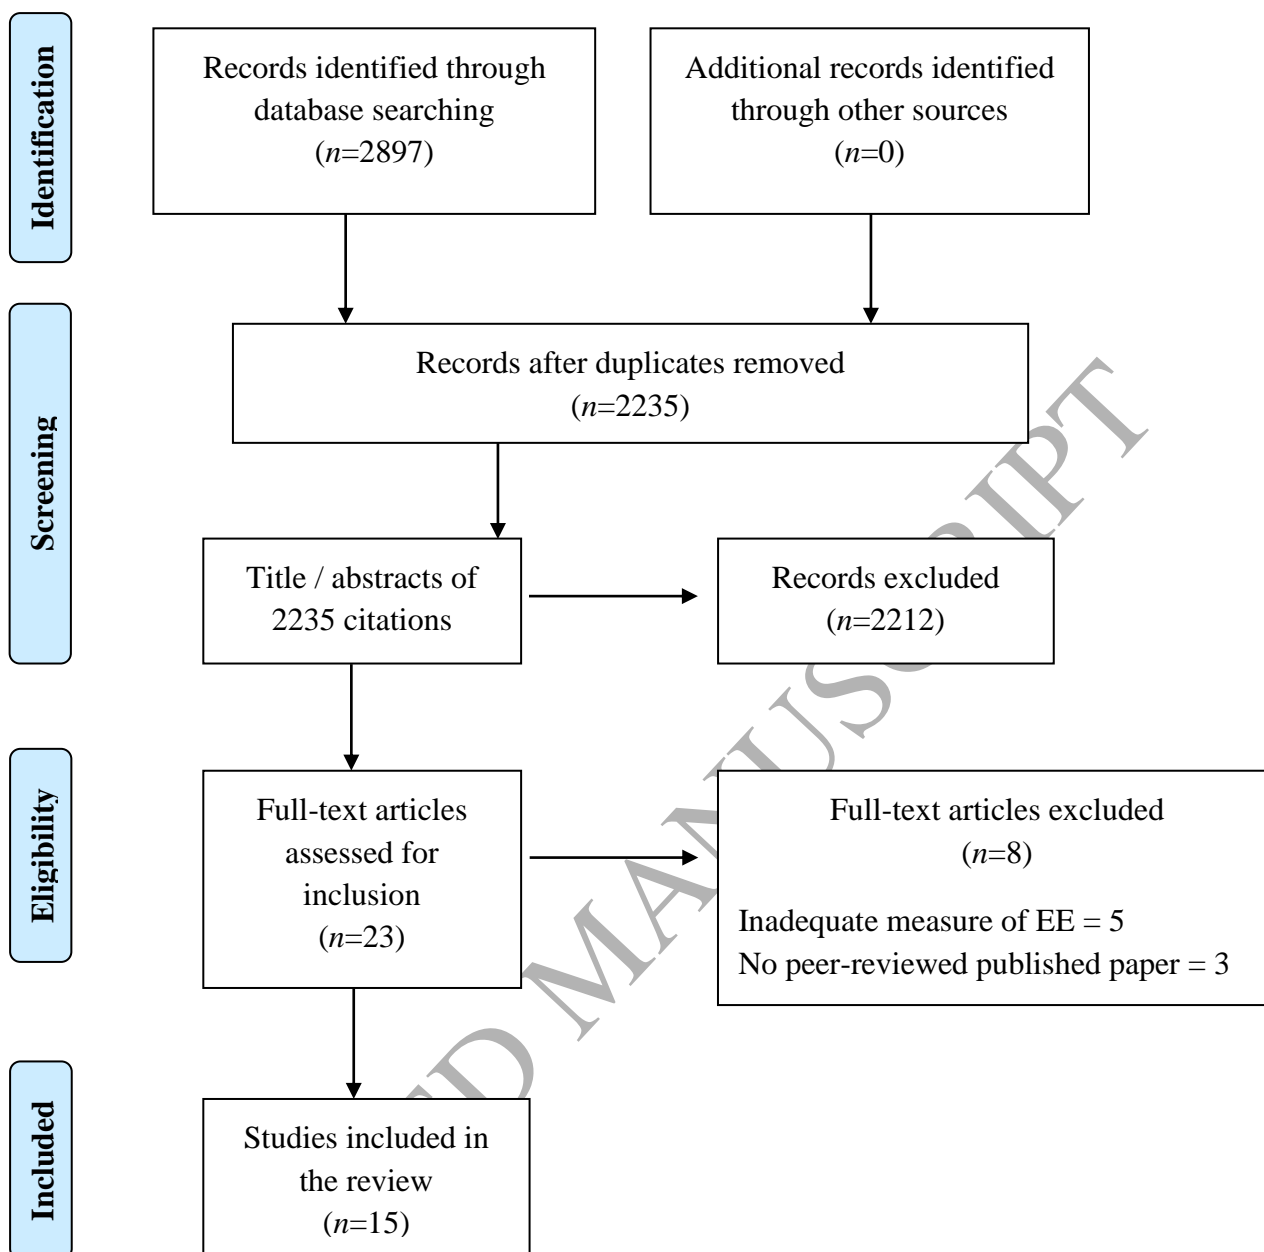 Identification
Records identified through
database searching
(n=2897)
Additional records identified
through other sources
(n=0)
Screening
Records after duplicates removed
(n=2235)
Title / abstracts of
2235 citations
Records excluded
(n=2212)
Eligibility
Full-text articles
assessed for
inclusion
(n=23)
Full-text articles excluded
(n=8)
Inadequate measure of EE = 5
No peer-reviewed published paper = 3
Included
Studies included in
the review
(n=15)
MANUSCRIPT